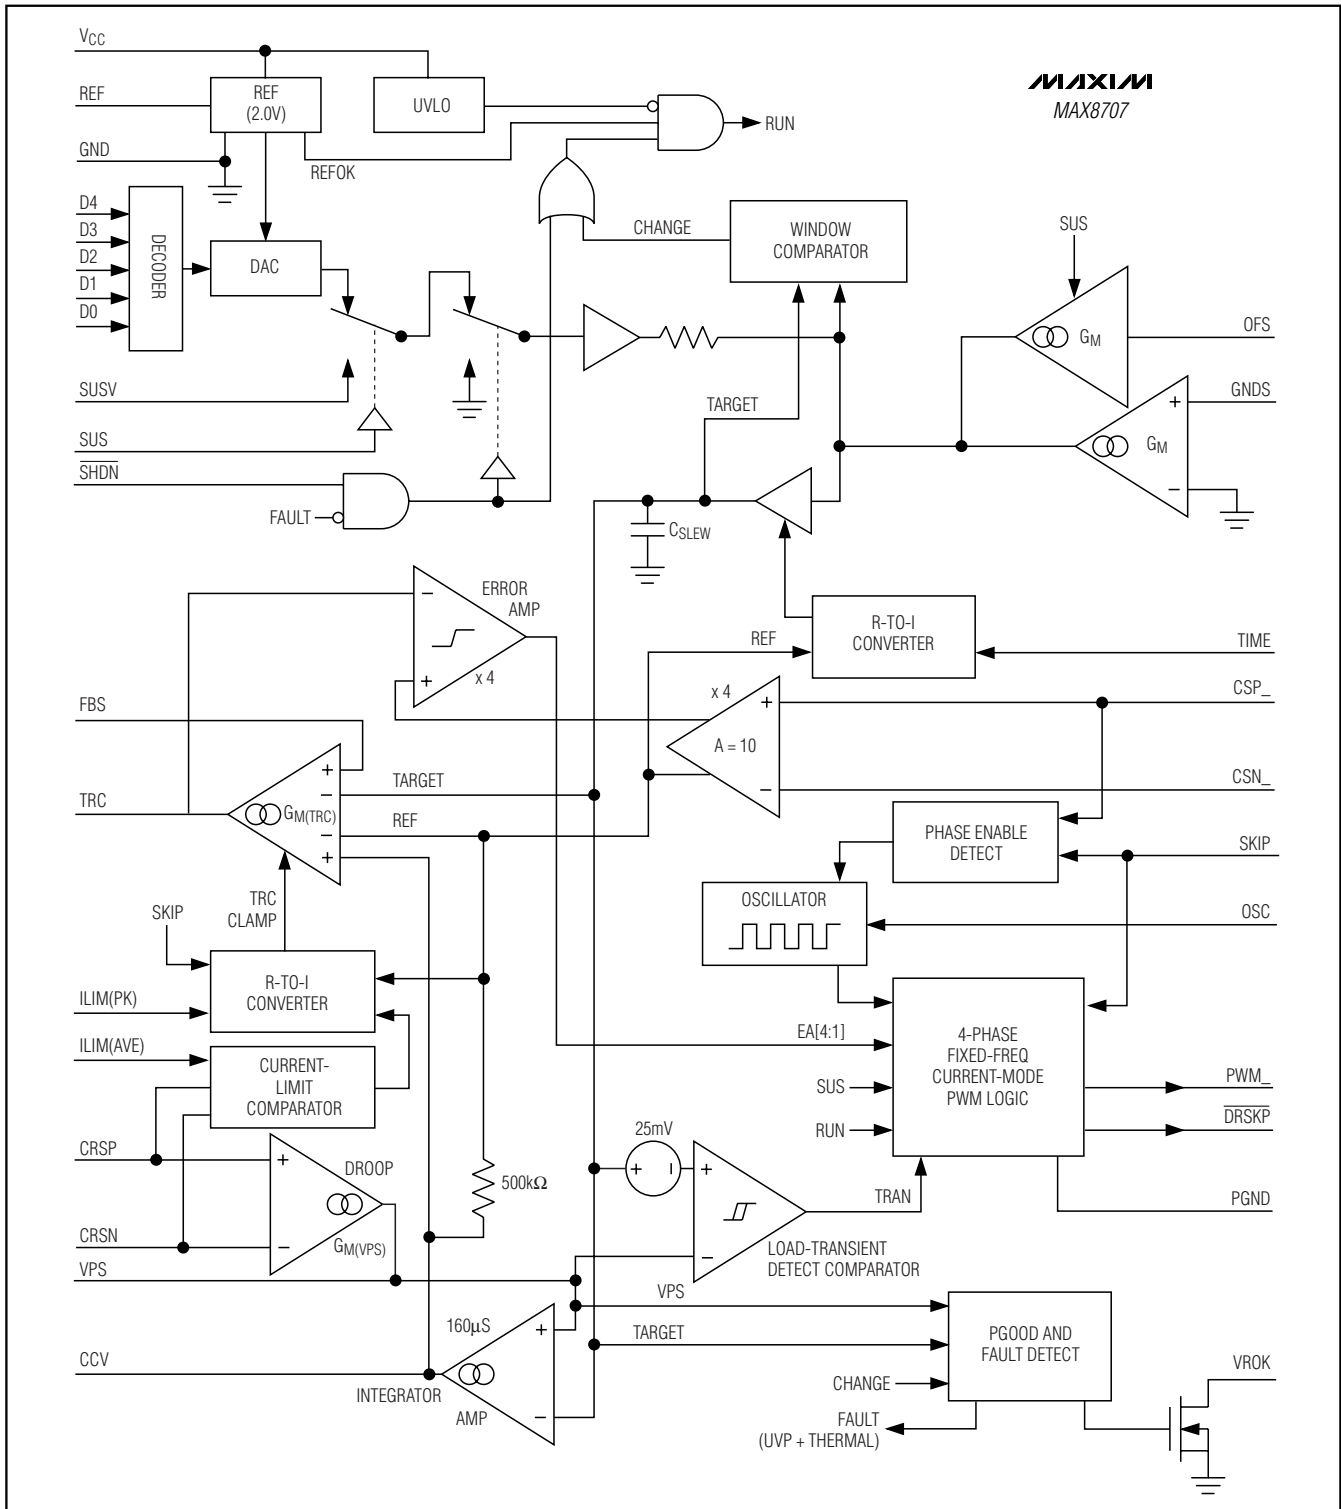 VCC
REF
REF
(2.0V)
UVLO
MAXIM
MAX8707
RUN
GND
REFOK
D4
D3
D2
D1
D0
DECODER
DAC
CHANGE
WINDOW
COMPARATOR
SUS
GM
OFS
SUSV
TARGET
GNDS
+
GM
−
SUS
SHDN
FAULT
CSLEW
−
ERROR
AMP
+
x 4
R-TO-I
CONVERTER
REF
TIME
x 4
+
CSP_
A = 10
−
CSN_
FBS
+
−
TARGET
TRC
GM(TRC)
−
REF
+
PHASE ENABLE
DETECT
SKIP
TRC
CLAMP
SKIP
OSCILLATOR
OSC
R-TO-I
CONVERTER
ILIM(PK)
ILIM(AVE)
CURRENT-
LIMIT
COMPARATOR
EA[4:1]
4-PHASE
FIXED-FREQ
CURRENT-MODE
PWM LOGIC
SUS
RUN
PWM_
DRSKP
PGND
CRSP
+
DROOP
GM(VPS)
−
CRSN
500kΩ
25mV
+ −
+
−
TRAN
LOAD-TRANSIENT
DETECT COMPARATOR
VPS
VPS
160µS
+
TARGET
PGOOD AND
FAULT DETECT
CCV
INTEGRATOR
AMP
−
CHANGE
VROK
FAULT
(UVP + THERMAL)